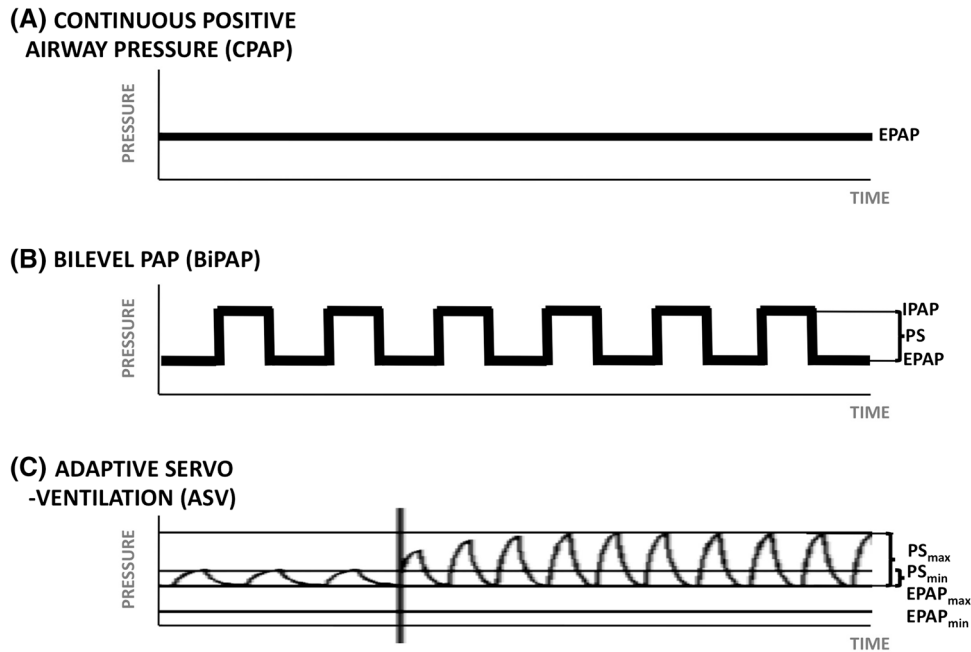 (A) CONTINUOUS POSITIVE
AIRWAY PRESSURE (CPAP)
PRESSURE
EPAP
TIME
(B) BILEVEL PAP (BiPAP)
PRESSURE
IPAP
PS
EPAP
TIME
(C) ADAPTIVE SERVO
-VENTILATION (ASV)
PRESSURE
PSmax
PSmin
EPAPmax
EPAPmin
TIME